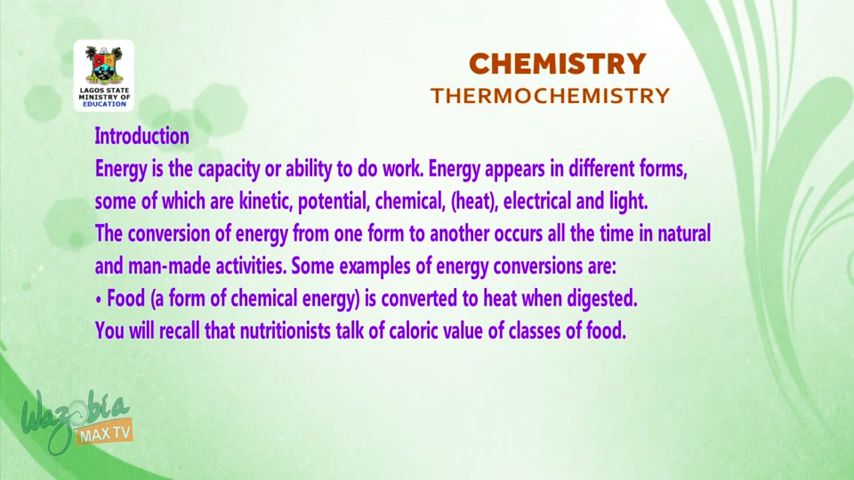 CHEMISTRY
THERMOCHEMISTRY
LAGOS STATE
MINISTRY OF
EDUCATION
Introduction
Energy is the capacity or ability to do work. Energy appears in different forms,
some of which are kinetic, potential, chemical, (heat), electrical and light.
The conversion of energy from one form to another occurs all the time in natural
and man-made activities. Some examples of energy conversions are:
• Food (a form of chemical energy) is converted to heat when digested.
You will recall that nutritionists talk of caloric value of classes of food.
Wazobia
MAX TV